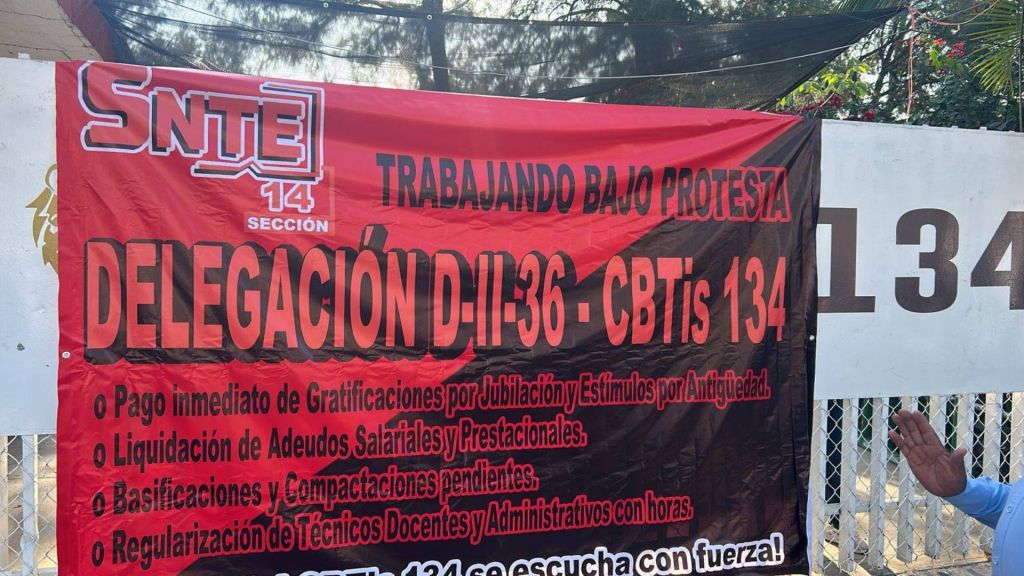 SNTE
14
SECCIÓN
TRABAJANDO BAJO PROTESTA
DELEGACIÓN D-II-36 - CBTis 134
o Pago inmediato de Gratificaciones por Jubilación y Estímulos por Antigüedad.
o Liquidación de Adeudos Salariales y Prestacionales.
o Basificaciones y Compactaciones pendientes.
o Regularización de Técnicos Docentes y Administrativos con horas.
CBTis 134 se escucha con fuerza!
134